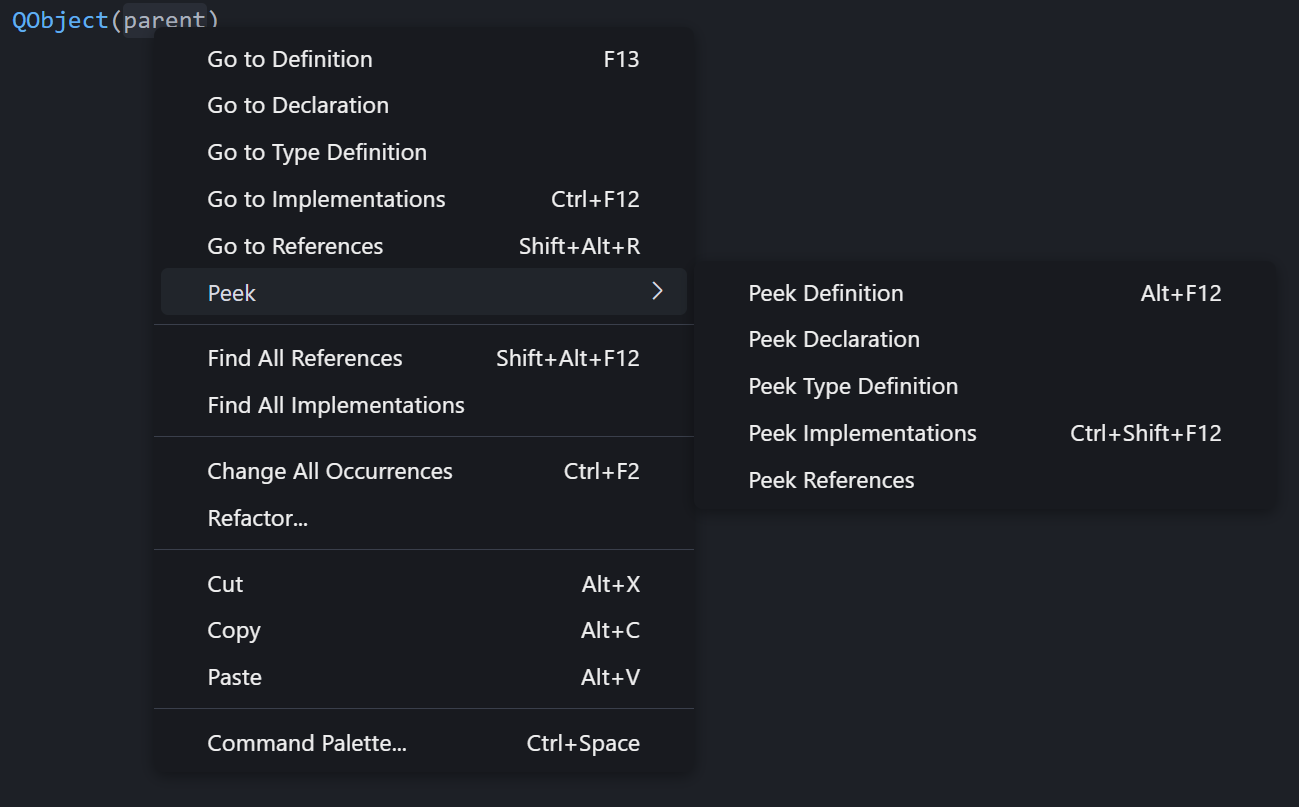 QObject(parent)
Go to Definition F13
Go to Declaration
Go to Type Definition
Go to Implementations Ctrl+F12
Go to References Shift+Alt+R
Peek
Find All References Shift+Alt+F12
Find All Implementations
Change All Occurrences Ctrl+F2
Refactor...
Cut Alt+X
Copy Alt+C
Paste Alt+V
Command Palette... Ctrl+Space
Peek Definition Alt+F12
Peek Declaration
Peek Type Definition
Peek Implementations Ctrl+Shift+F12
Peek References